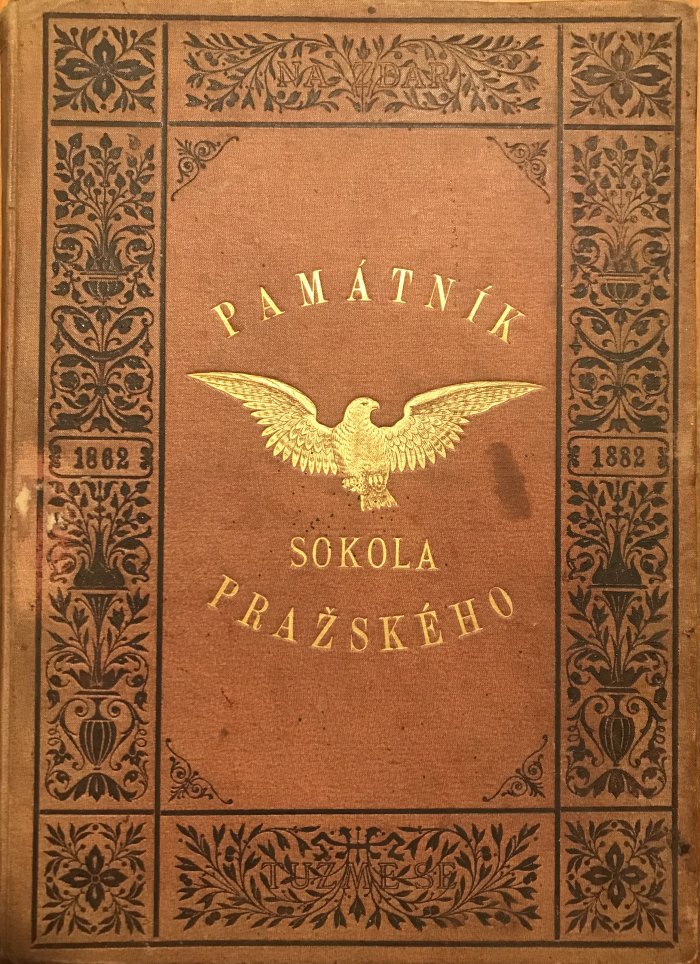 NA ZDAR
PAMÁTNÍK
1862
1882
SOKOLA
PRAŽSKÉHO
TUŽME SE